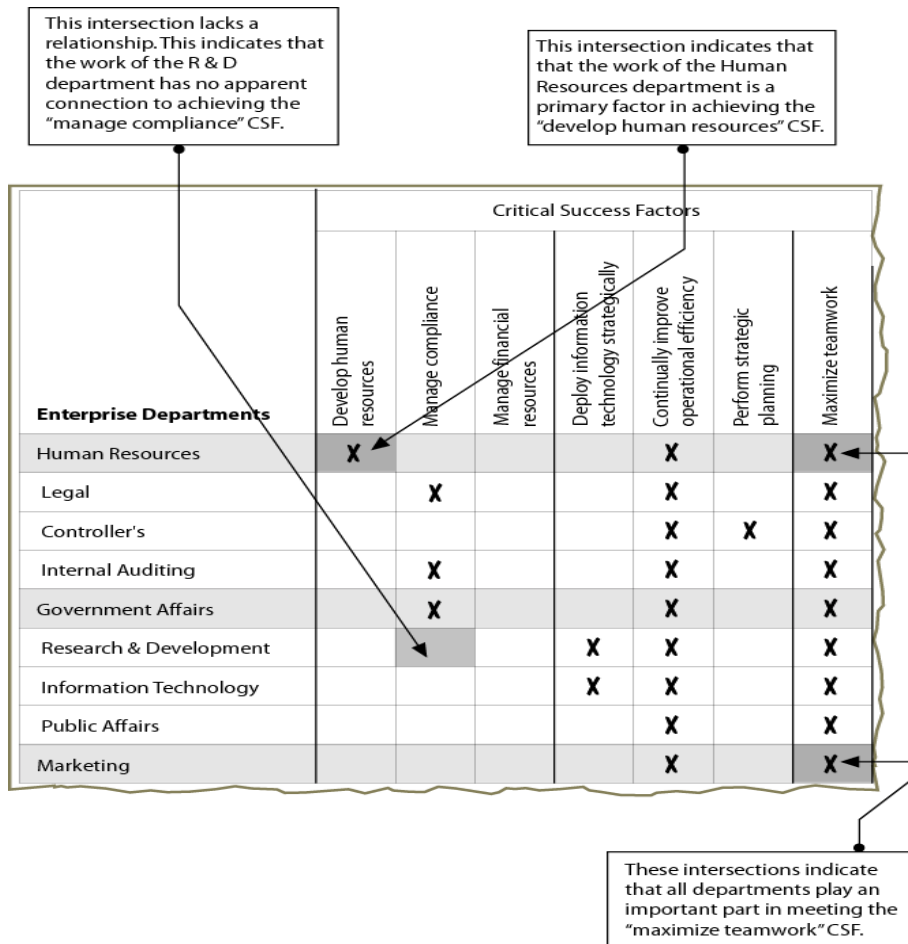 This intersection lacks a
relationship. This indicates that
the work of the R & D
department has no apparent
connection to achieving the
"manage compliance" CSF.
This intersection indicates that
that the work of the Human
Resources department is a
primary factor in achieving the
"develop human resources" CSF.
Critical Success Factors
Enterprise Departments
Develop human
resources
Manage compliance
Manage financial
resources
Deploy information
technology strategically
Continually improve
operational efficiency
Perform strategic
planning
Maximize teamwork
Human Resources X X X
Legal X X X
Controller's X X X
Internal Auditing X X X
Government Affairs X X X
Research & Development X X X
Information Technology X X X
Public Affairs X X
Marketing X X
These intersections indicate
that all departments play an
important part in meeting the
"maximize teamwork" CSF.